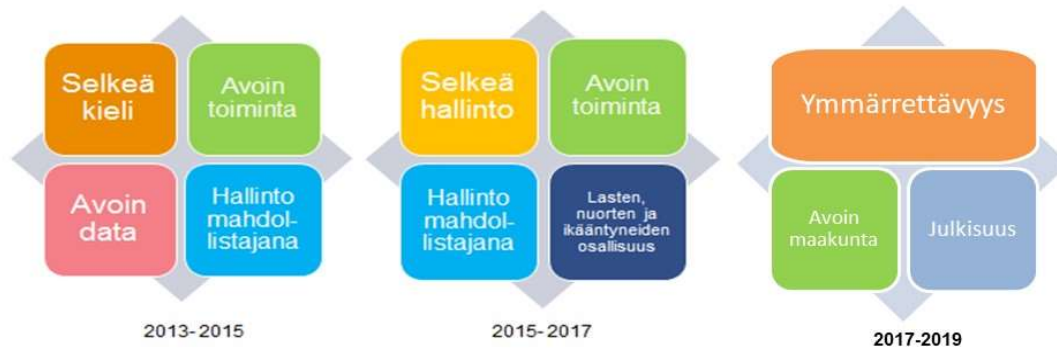 Selkeä
kieli
Avoin
toiminta
Avoin
data
Hallinto
mahdol-
listajana
2013-2015
Selkeä
hallinto
Avoin
toiminta
Hallinto
mahdol-
listajana
Lasten,
nuorten ja
ikääntyneiden
osallisuus
2015-2017
Ymmärrettävyys
Avoin
maakunta
Julkisuus
2017-2019